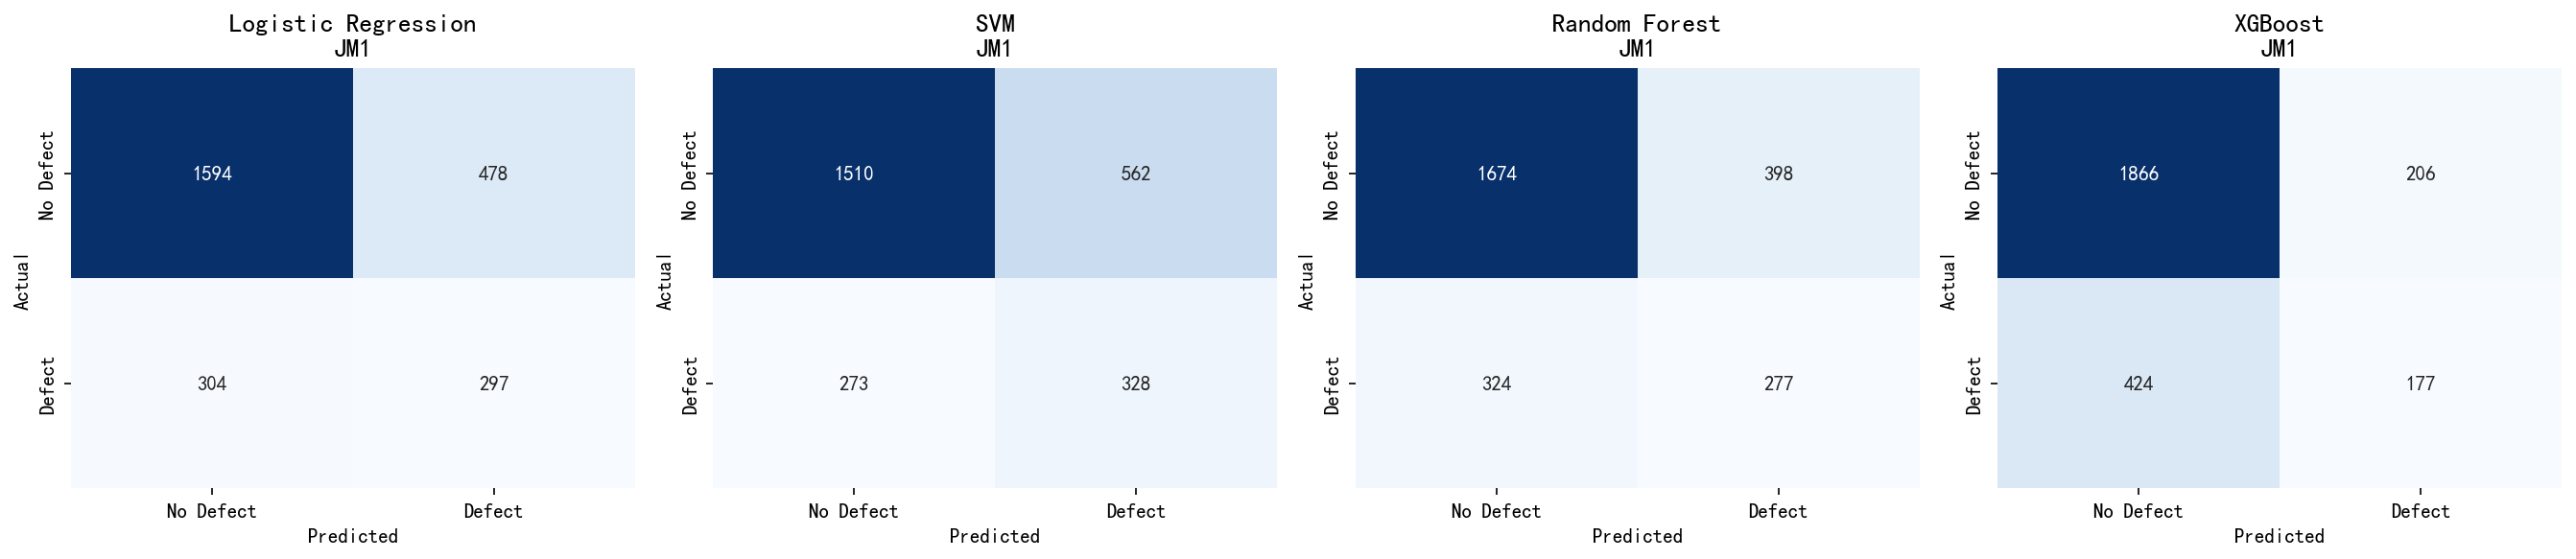 Logistic Regression
JM1
No Defect
Defect
Actual
1594
478
304
297
No Defect
Defect
Predicted
SVM
JM1
No Defect
Defect
Actual
1510
562
273
328
No Defect
Defect
Predicted
Random Forest
JM1
No Defect
Defect
Actual
1674
398
324
277
No Defect
Defect
Predicted
XGBoost
JM1
No Defect
Defect
Actual
1866
206
424
177
No Defect
Defect
Predicted